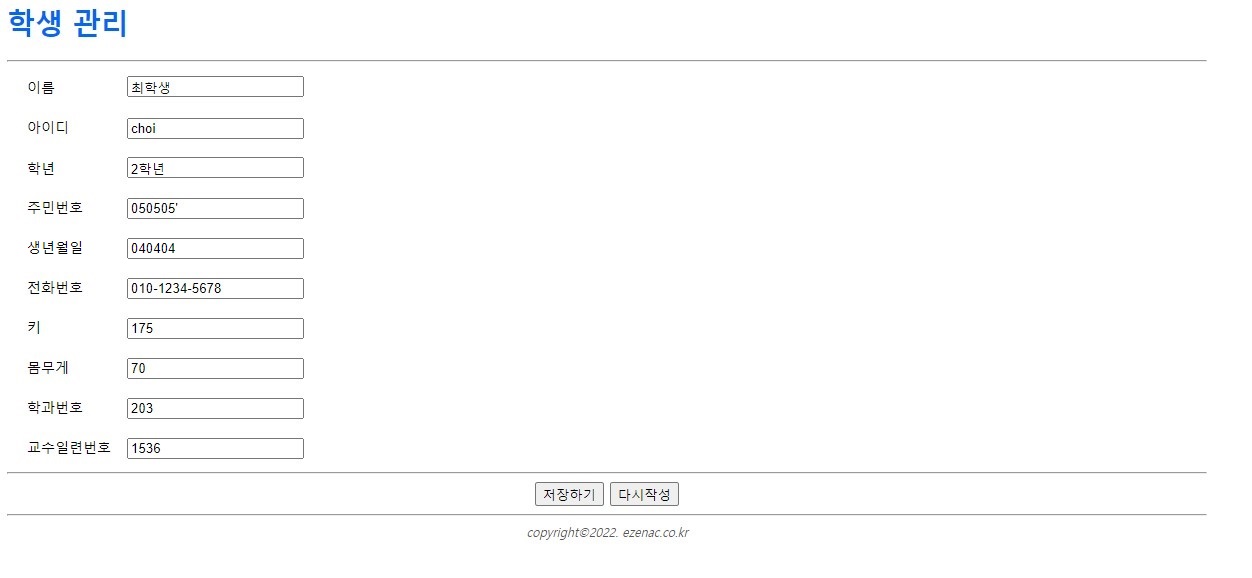 학생 관리
이름 최학생
아이디 choi
학년 2학년
주민번호 050505'
생년월일 040404
전화번호 010-1234-5678
키 175
몸무게 70
학과번호 203
교수일련번호 1536
저장하기 다시작성
copyright©2022. ezenac.co.kr